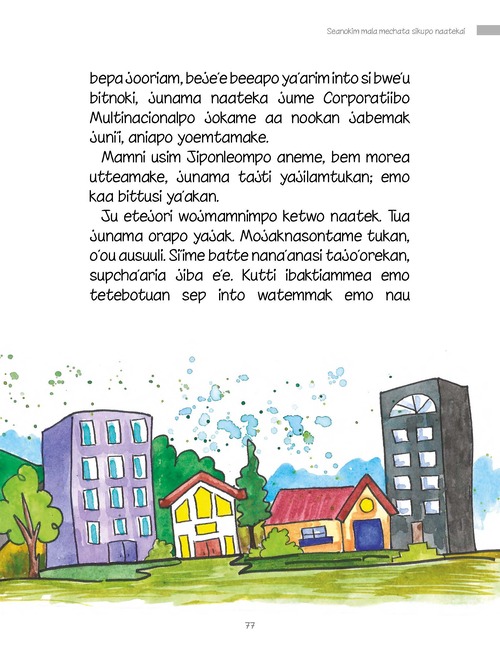 Seanokim mala mechata sikupo naatekai
bepa jooriam, beje'e beeapo ya'arim into si bwe'u
bitnoki, junama naateka jume Corporatiibo
Multinacionalpo jokame aa nookan jabemak
juni'i, aniapo yoemtamake.
Mamni usim Jiponleompo aneme, bem morea
utteamake, junama tajti yajilamtukan; emo
kaa bittusi ya'akan.
Ju etejori wojmamnimpo ketwo naatek. Tua
junama orapo yajak. Mojaknasontame tukan,
o'ou ausuuli. Si'ime batte nana'anasi tajo'orekan,
supcha'aria jiba e'e. Kutti ibaktiammea emo
tetebotuan sep into watemmak emo nau
77